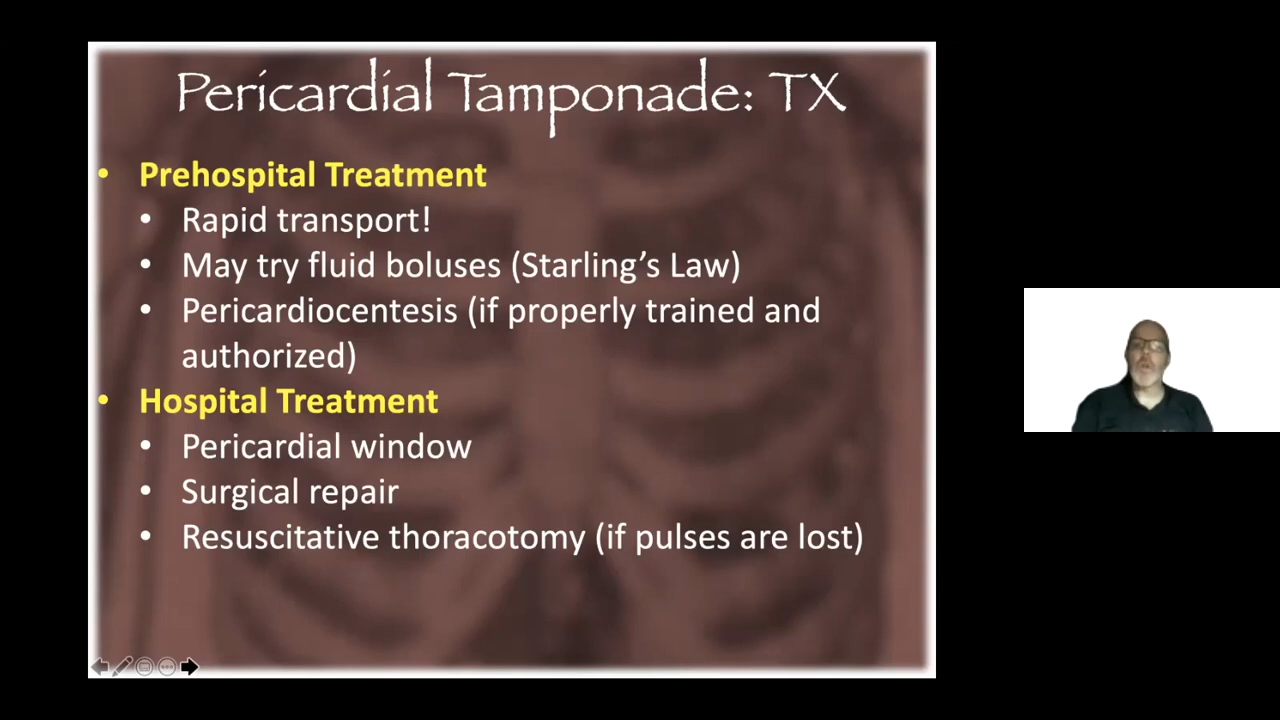 Pericardial Tamponade: TX
• Prehospital Treatment
• Rapid transport!
• May try fluid boluses (Starling’s Law)
• Pericardiocentesis (if properly trained and
authorized)
• Hospital Treatment
• Pericardial window
• Surgical repair
• Resuscitative thoracotomy (if pulses are lost)